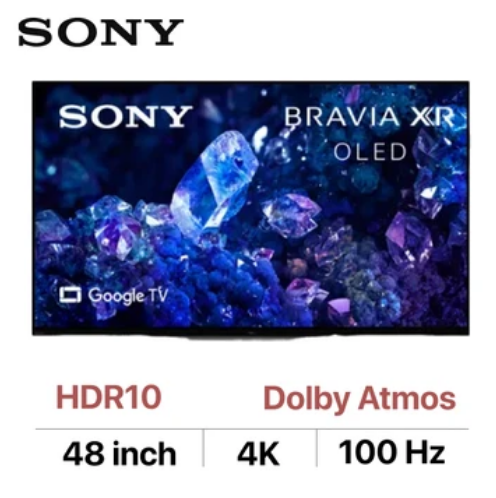 SONY
SONY BRAVIA XR
OLED
Google TV
HDR10 Dolby Atmos
48 inch 4K 100 Hz